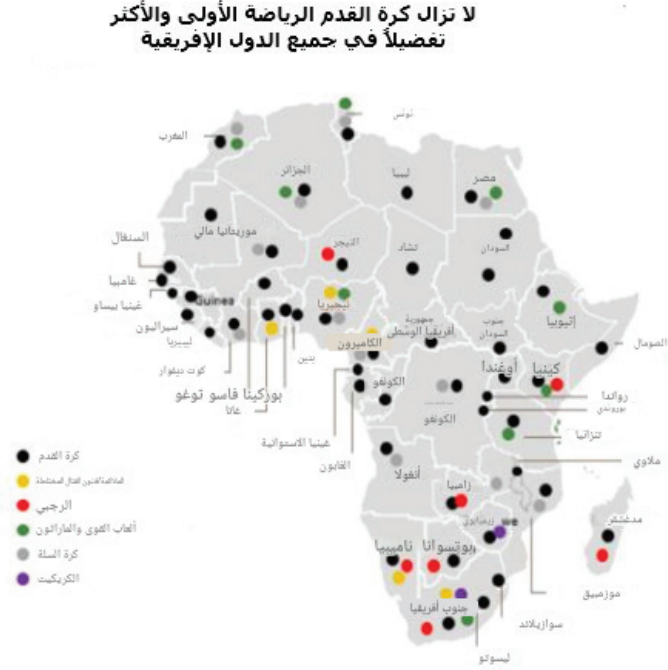 لا تزال كرة القدم الرياضة الأولى والأكثر
تفضيلاً في جميع الدول الإفريقية
تونس
المغرب
الجزائر
ليبيا
مصر
موريتانيا مالي
النيجر
تشاد
السودان
السنغال
غامبيا
غينيا بيساو
Guinea
سيراليون
ليبيريا
نيجيريا
جمهورية
أفريقيا الوسطى
جنوب
السودان
إثيوبيا
الصومال
الكاميرون
بنين
كوت ديفوار
بوركينا فاسو توغو
غانا
أوغندا
كينيا
الكونغو
الكونغو
رواندا
بوروندي
غينيا الاستوائية
الغابون
تنزانيا
ملاوي
أنغولا
زامبيا
زيمبابوي
we
مدغشقر
ناميبيا
بوتسوانا
موزمبيق
جنوب أفريقيا
سوازيلاند
ليسوتو
كرة القدم
الرجبي
ألعاب القوى والماراثون
كرة السلة
الكريكيت